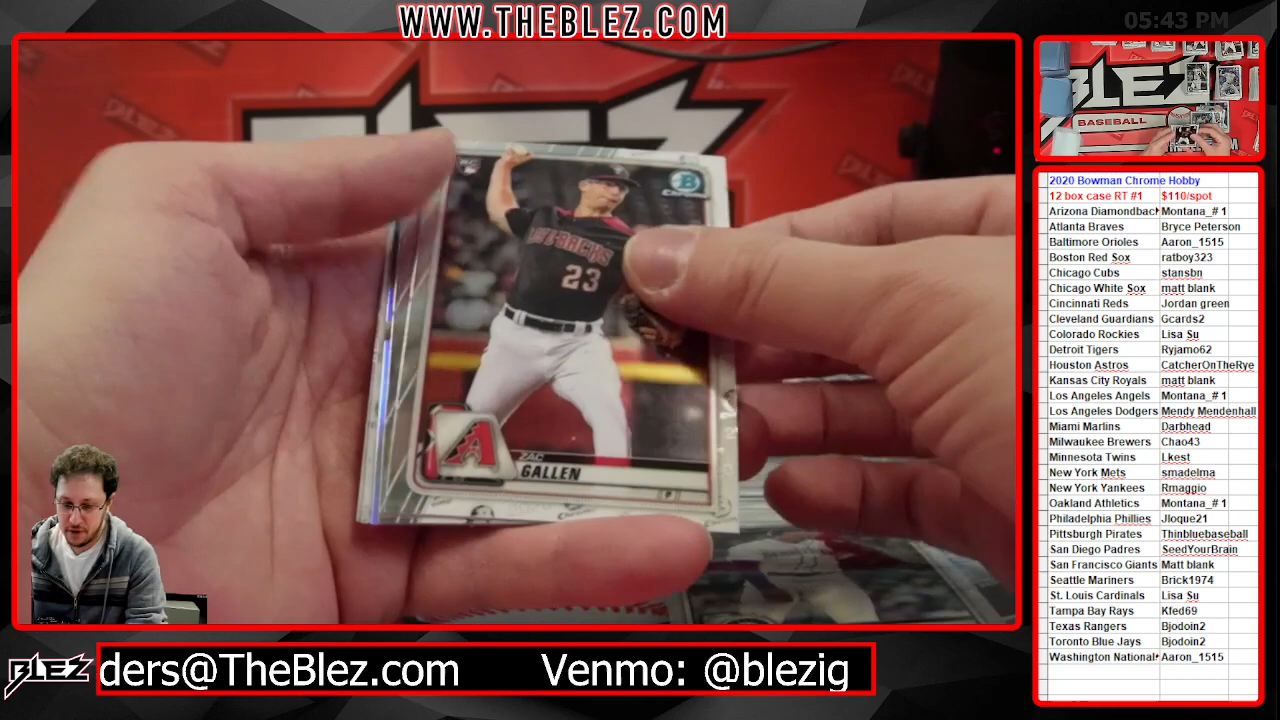 WWW.THEBLEZ.COM
05:43 PM
BLEZ
BASEBALL
B
CHROME
RC
D-BACKS
23
A
ZAC
GALLEN
2020 Bowman Chrome Hobby
12 box case RT #1 $110/spot
Arizona Diamondback Montana_# 1
Atlanta Braves Bryce Peterson
Baltimore Orioles Aaron_1515
Boston Red Sox ratboy323
Chicago Cubs stansbn
Chicago White Sox matt blank
Cincinnati Reds Jordan green
Cleveland Guardians Gcards2
Colorado Rockies Lisa Su
Detroit Tigers Ryjamo62
Houston Astros CatcherOnTheRye
Kansas City Royals matt blank
Los Angeles Angels Montana_# 1
Los Angeles Dodgers Mendy Mendenhall
Miami Marlins Darbhead
Milwaukee Brewers Chao43
Minnesota Twins Lkest
New York Mets smadelma
New York Yankees Rmaggio
Oakland Athletics Montana_# 1
Philadelphia Phillies Jloque21
Pittsburgh Pirates Thinbluebaseball
San Diego Padres SeedYourBrain
San Francisco Giants Matt blank
Seattle Mariners Brick1974
St. Louis Cardinals Lisa Su
Tampa Bay Rays Kfed69
Texas Rangers Bjodoin2
Toronto Blue Jays Bjodoin2
Washington National Aaron_1515
BLEZ
ders@TheBlez.com Venmo: @blezig